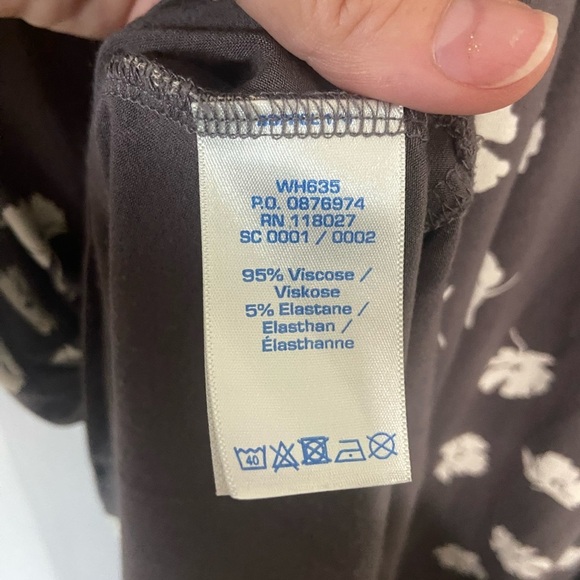 WH635
P.O. 0876974
RN 118027
SC 0001 / 0002
95% Viscose /
Viskose
5% Elastane /
Elasthan /
Élasthanne
40